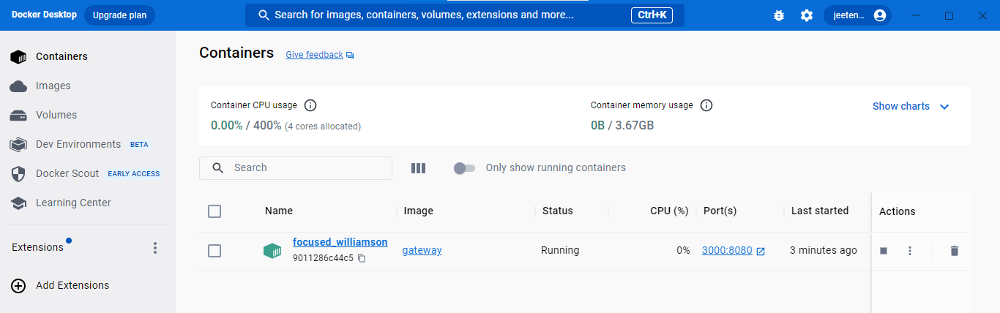 Docker Desktop Upgrade plan Search for images, containers, volumes, extensions and more... Ctrl+K jeeten...
Containers
Images
Volumes
Dev Environments BETA
Docker Scout EARLY ACCESS
Learning Center
Extensions
Add Extensions
Containers Give feedback
Container CPU usage
0.00% / 400% (4 cores allocated)
Container memory usage
0B / 3.67GB
Show charts
Search
Only show running containers
Name Image Status CPU (%) Port(s) Last started Actions
focused_williamson
9011286c44c5
gateway Running 0% 3000:8080 3 minutes ago